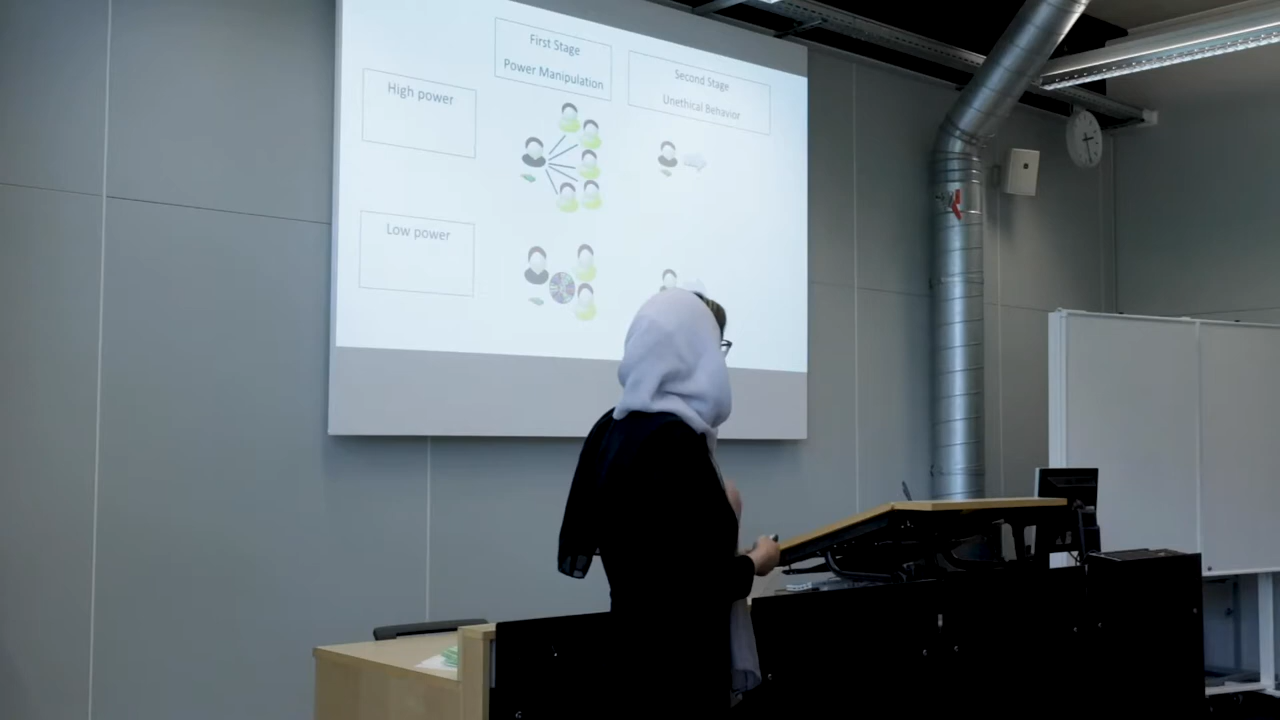 First Stage
Power Manipulation
Second Stage
Unethical Behavior
High power
Low power